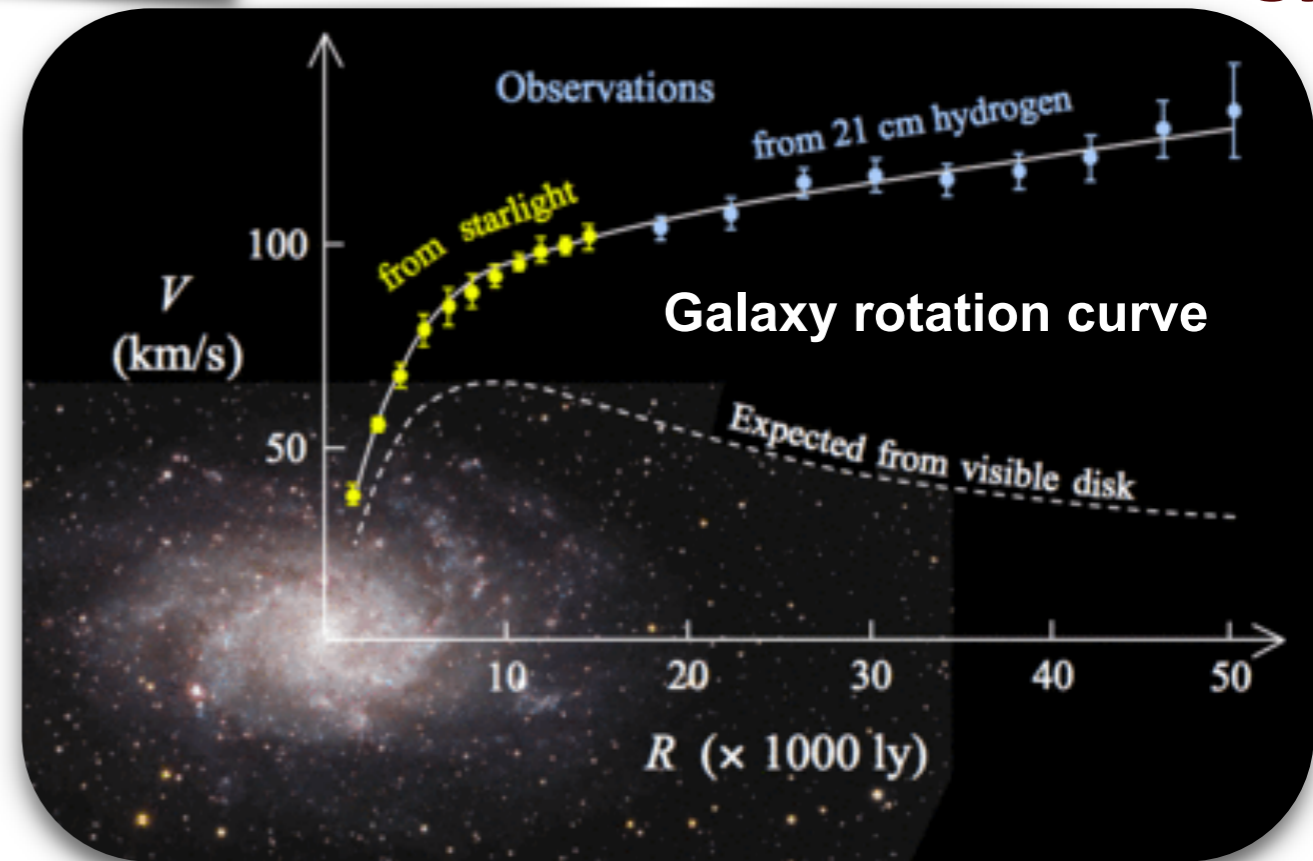 Observations
from 21 cm hydrogen
from starlight
100
V
(km/s)
Galaxy rotation curve
50
Expected from visible disk
10
20
30
40
50
R (× 1000 ly)